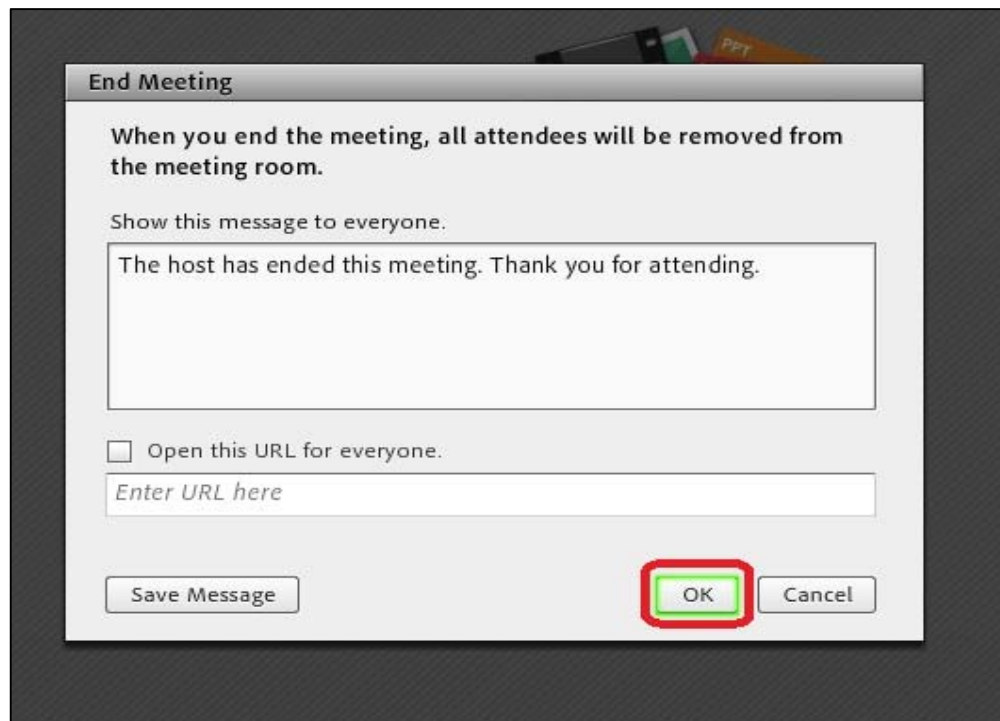 PPT
End Meeting
When you end the meeting, all attendees will be removed from
the meeting room.
Show this message to everyone.
The host has ended this meeting. Thank you for attending.
Open this URL for everyone.
Enter URL here
Save Message
OK
Cancel